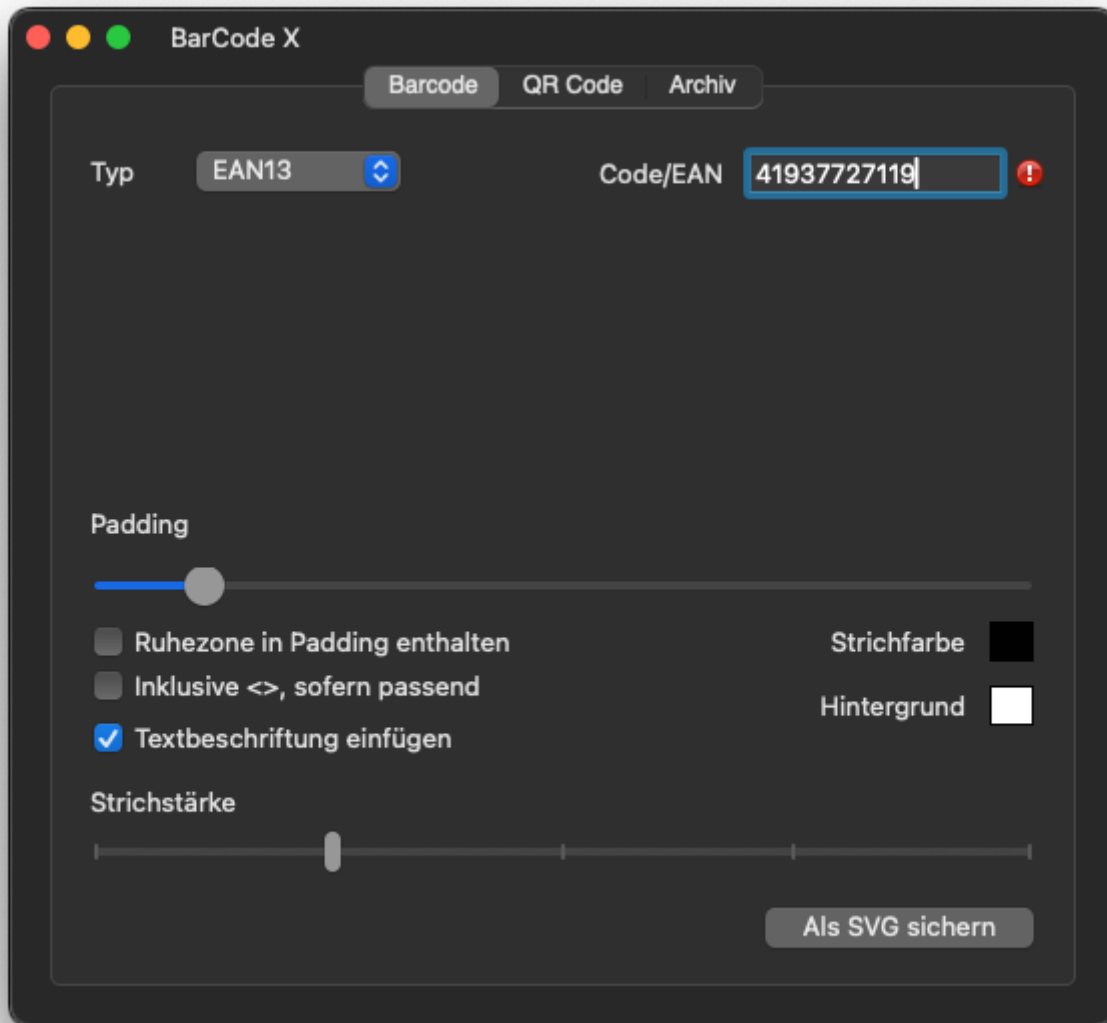 BarCode X
Barcode QR Code Archiv
Typ EAN13 Code/EAN 41937727119
Padding
Ruhezone in Padding enthalten
Strichfarbe
Inklusive <>, sofern passend
Hintergrund
Textbeschriftung einfügen
Strichstärke
Als SVG sichern